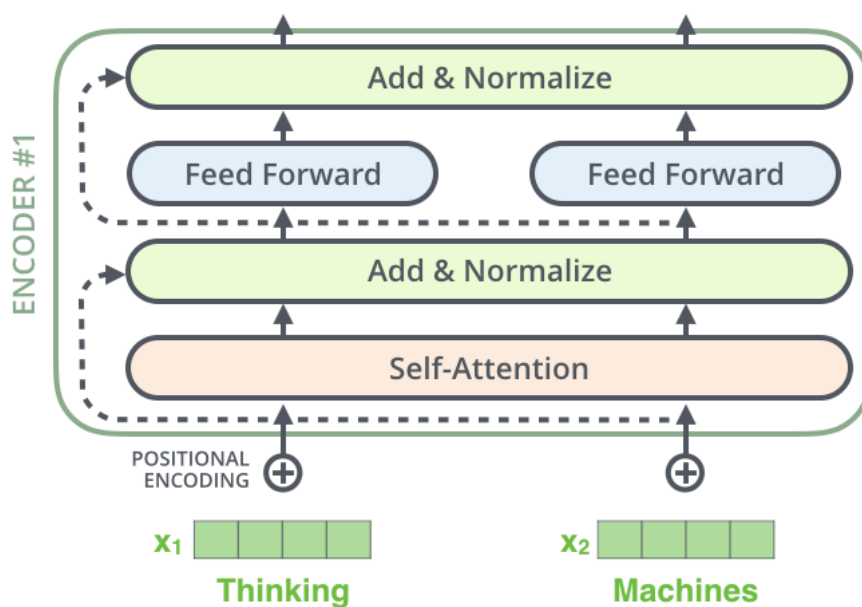 ENCODER #1
Add & Normalize
Feed Forward
Feed Forward
Add & Normalize
Self-Attention
POSITIONAL
ENCODING
x₁
x₂
Thinking
Machines